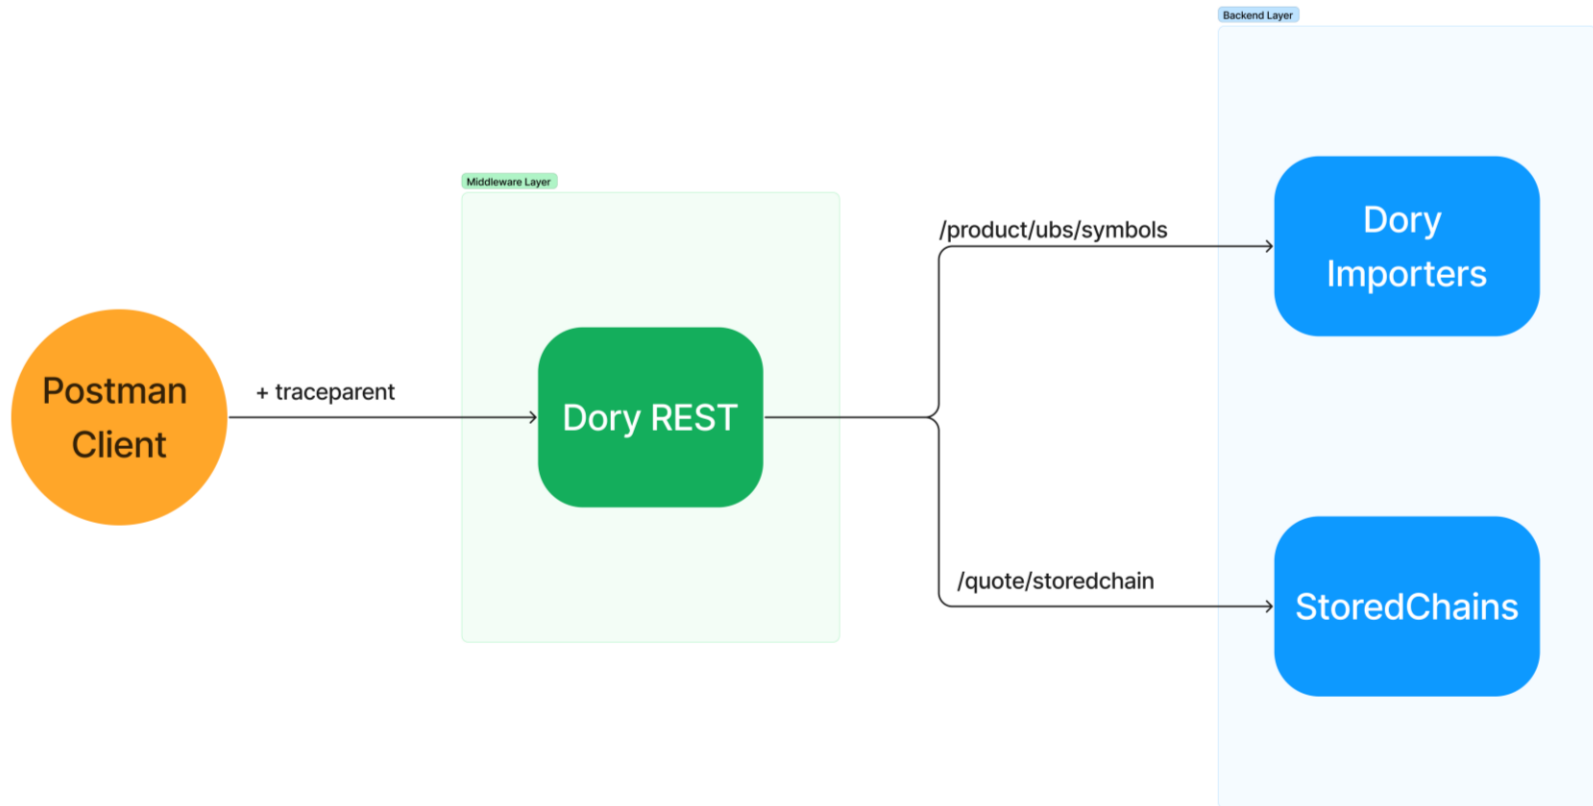 Backend Layer
Middleware Layer
/product/ubs/symbols
Dory
Importers
Postman
Client
+ traceparent
Dory REST
/quote/storedchain
StoredChains